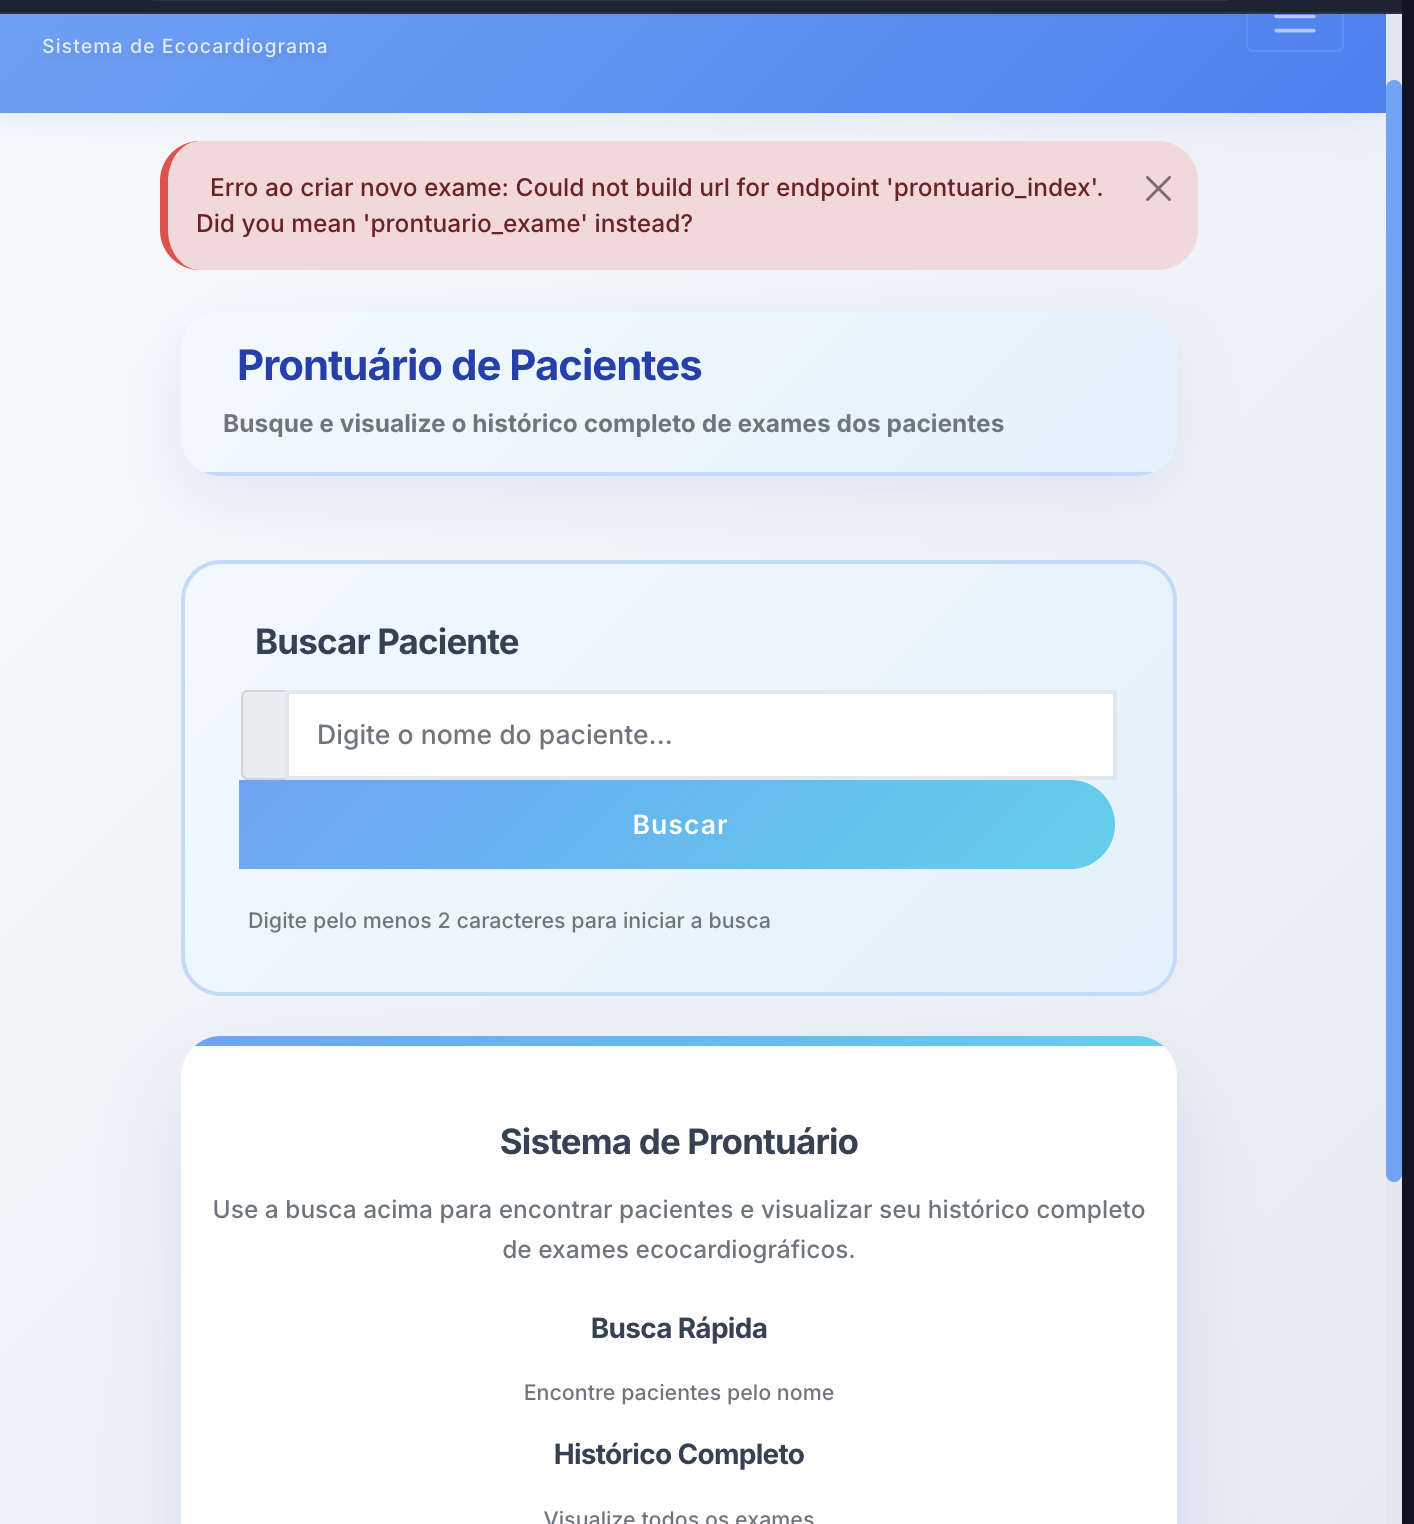 Sistema de Ecocardiograma
Erro ao criar novo exame: Could not build url for endpoint 'prontuario_index'.
Did you mean 'prontuario_exame' instead?
Prontuário de Pacientes
Busque e visualize o histórico completo de exames dos pacientes
Buscar Paciente
Digite o nome do paciente...
Buscar
Digite pelo menos 2 caracteres para iniciar a busca
Sistema de Prontuário
Use a busca acima para encontrar pacientes e visualizar seu histórico completo
de exames ecocardiográficos.
Busca Rápida
Encontre pacientes pelo nome
Histórico Completo
Visualize todos os exames